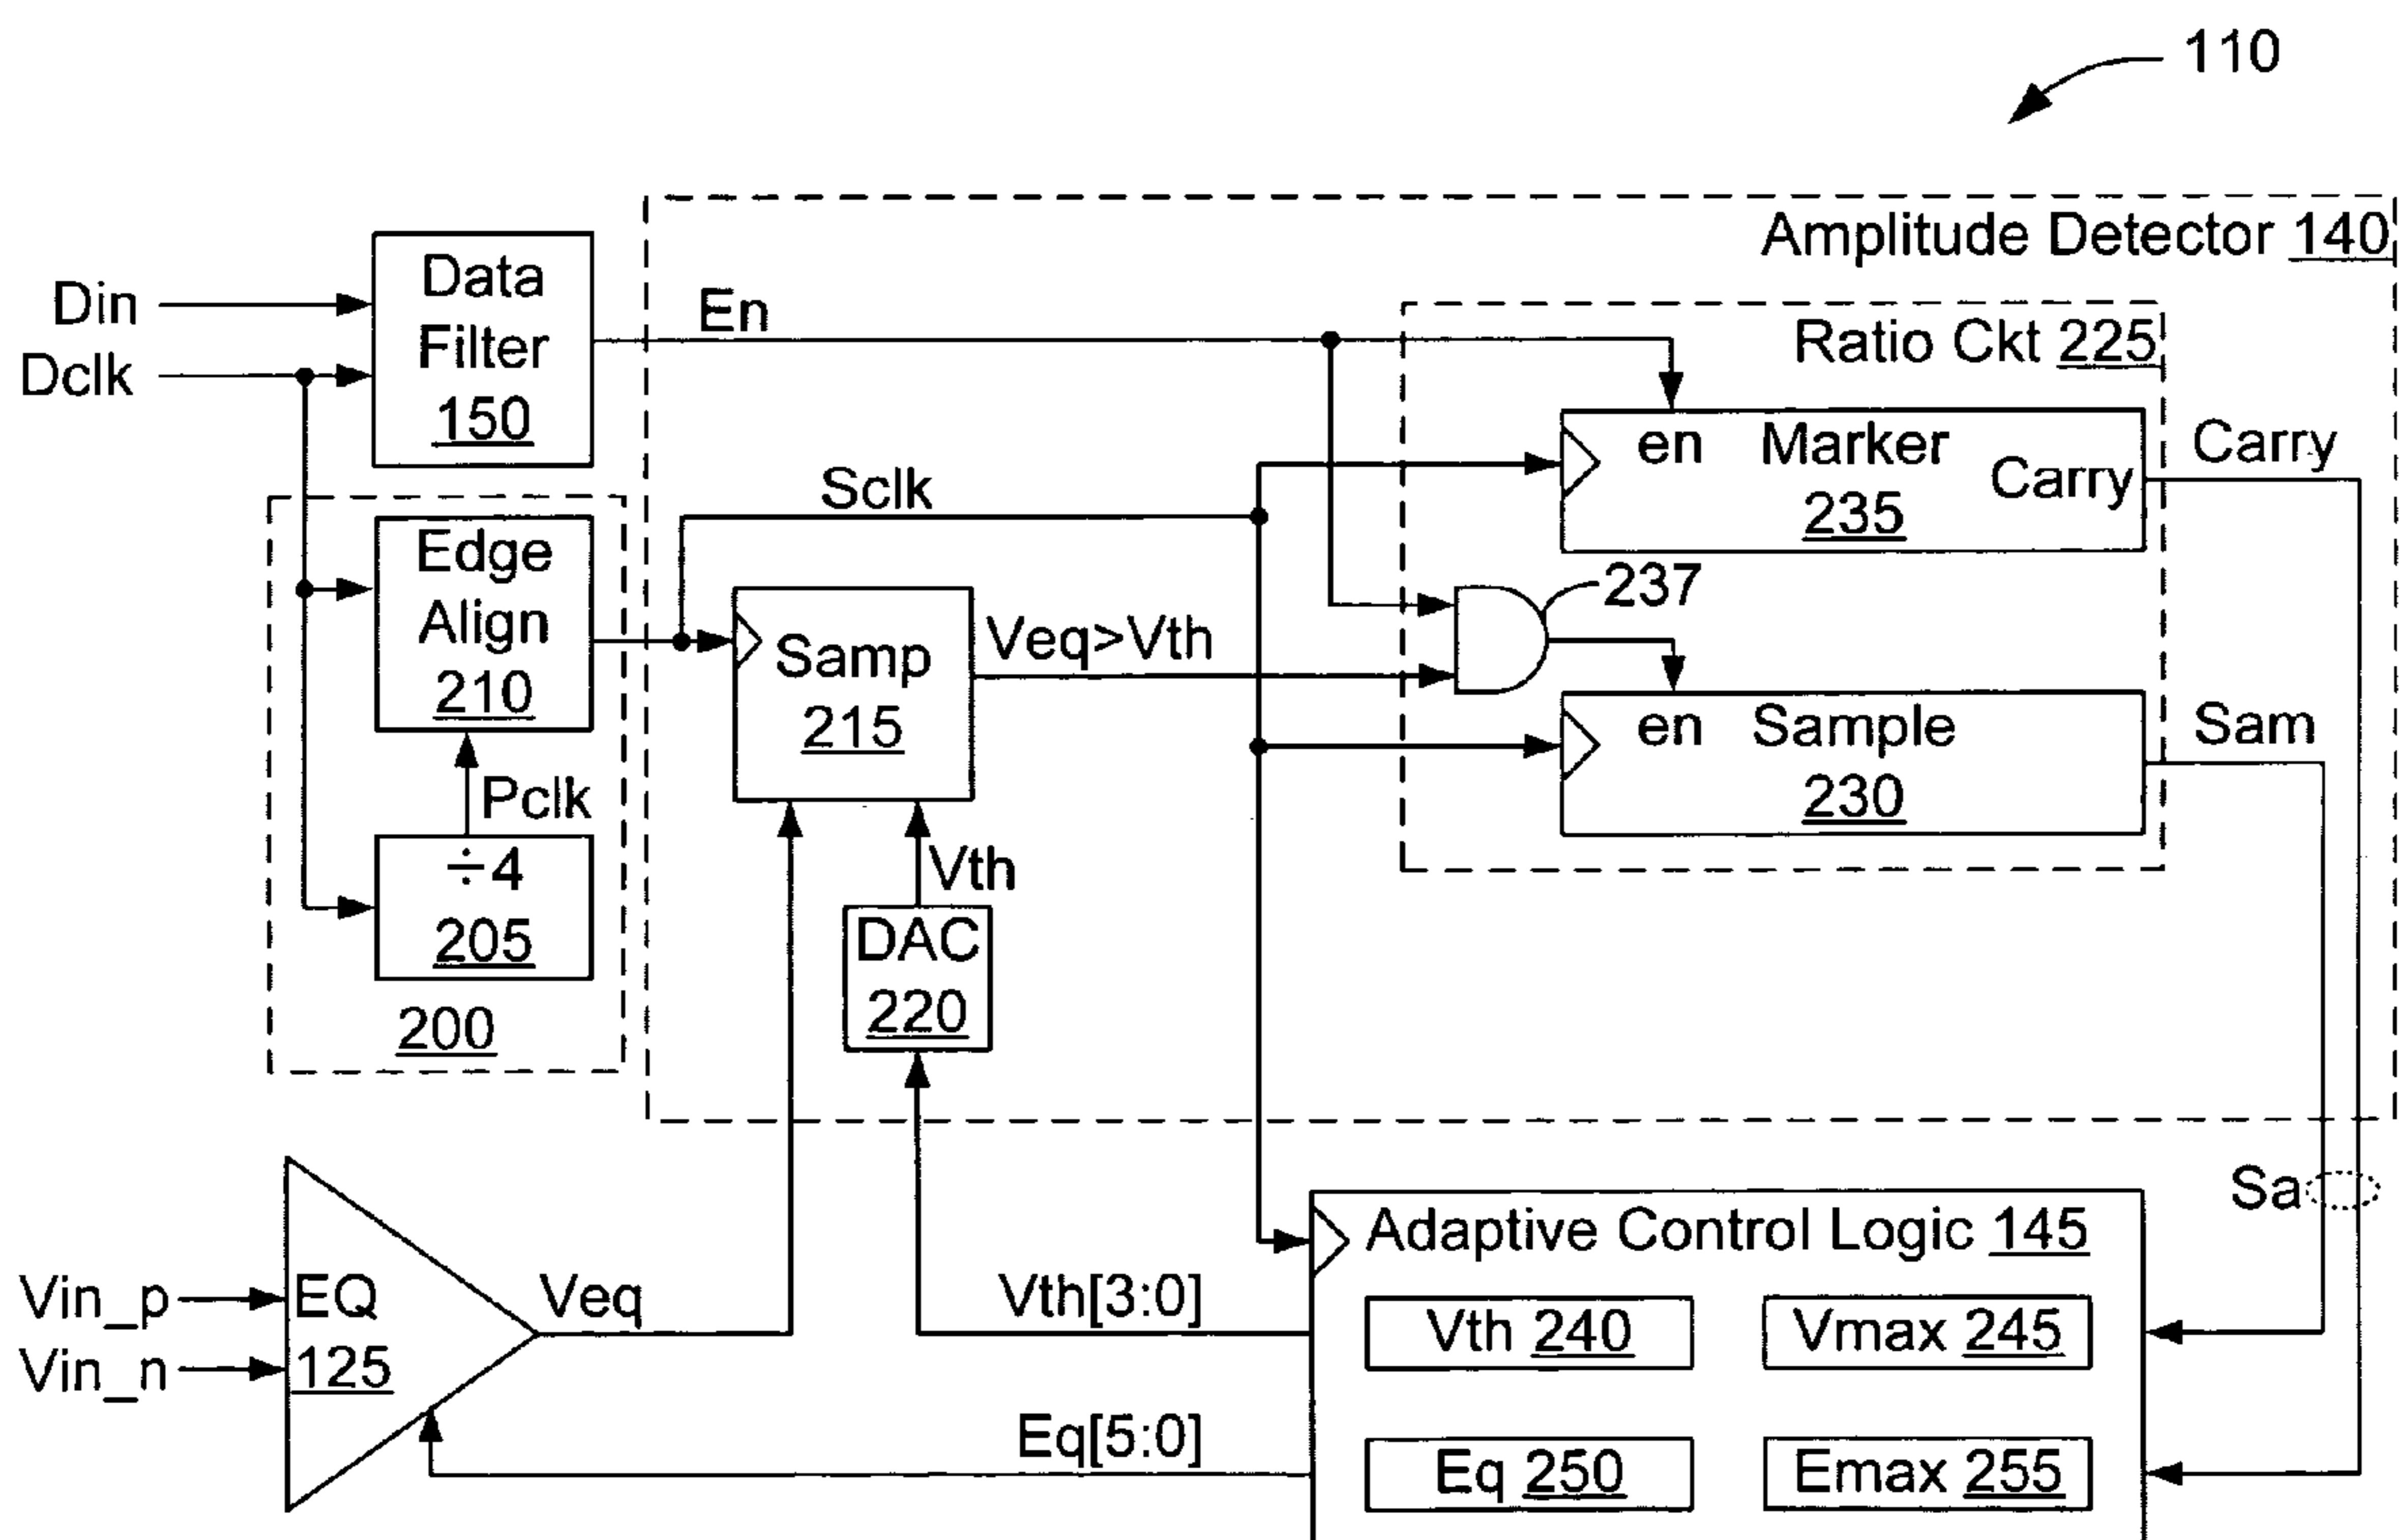 110
Amplitude Detector 140
Din
Dclk
Data
Filter
150
En
Ratio Ckt 225
en Marker
Carry
235
Carry
Sclk
Edge
Align
210
237
Samp
215
Veq>Vth
en Sample
230
Sam
Pclk
÷4
205
200
Vth
DAC
220
Sa
Adaptive Control Logic 145
Vin_p
Vin_n
EQ
125
Veq
Vth[3:0]
Vth 240
Vmax 245
Eq[5:0]
Eq 250
Emax 255